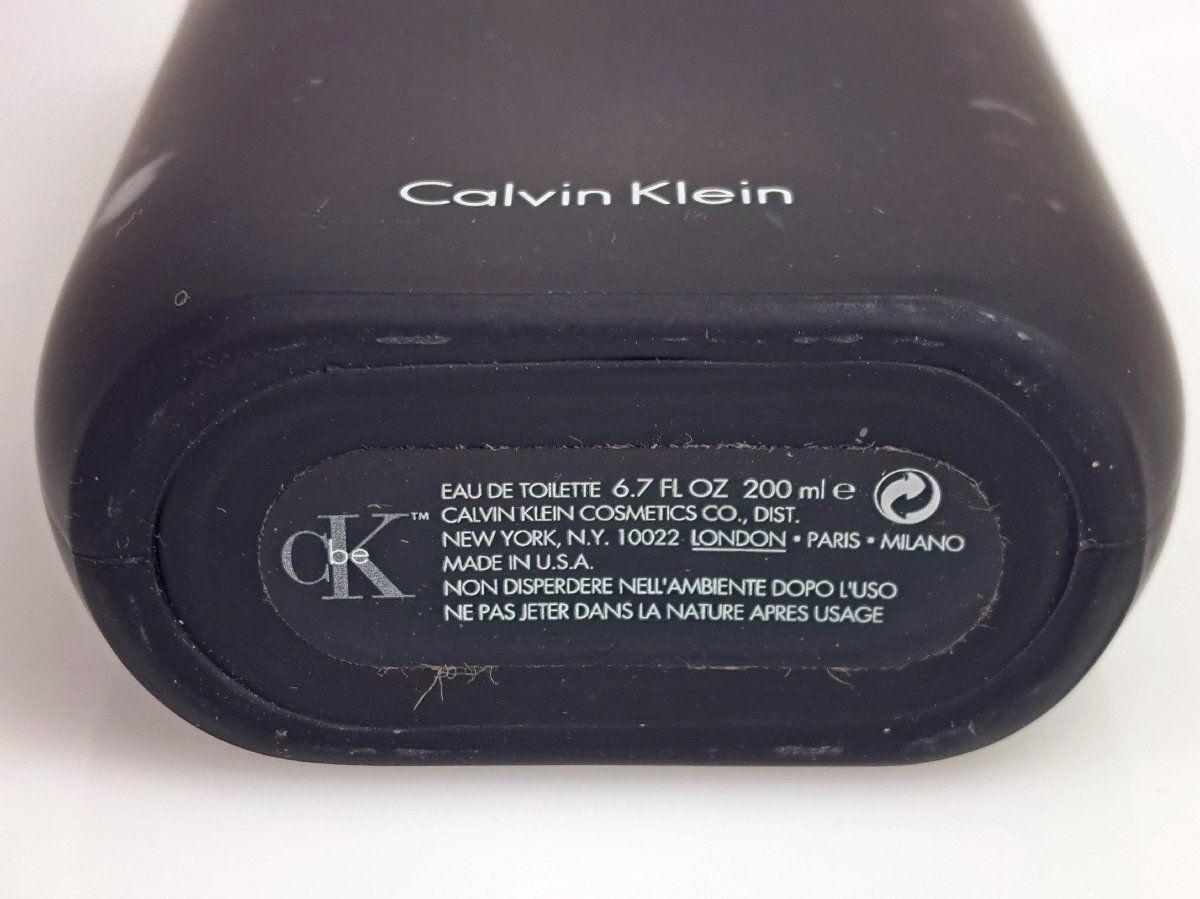 Calvin Klein
EAU DE TOILETTE 6.7 FL OZ 200 ml ℮
CALVIN KLEIN COSMETICS CO., DIST.
NEW YORK, N.Y. 10022 LONDON • PARIS • MILANO
MADE IN U.S.A.
NON DISPERDERE NELL'AMBIENTE DOPO L'USO
NE PAS JETER DANS LA NATURE APRES USAGE
cK be™